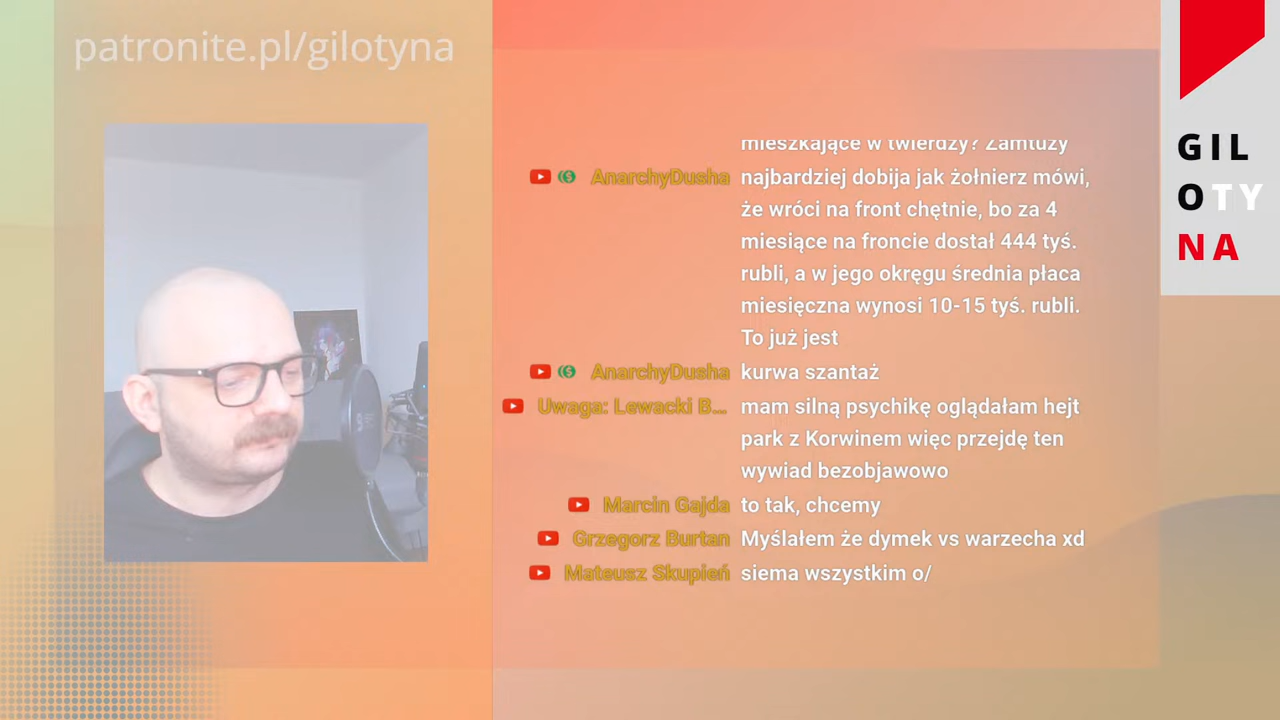 patronite.pl/gilotyna
GIL
OTY
NA
mieszkające w twierdzy? Zamtuzy
AnarchyDusha najbardziej dobija jak żołnierz mówi,
że wróci na front chętnie, bo za 4
miesiące na froncie dostał 444 tyś.
rubli, a w jego okręgu średnia płaca
miesięczna wynosi 10-15 tyś. rubli.
To już jest
AnarchyDusha kurwa szantaż
Uwaga: Lewacki B... mam silną psychikę oglądałam hejt
park z Korwinem więc przejdę ten
wywiad bezobjawowo
Marcin Gajda to tak, chcemy
Grzegorz Burtan Myślałem że dymek vs warzecha xd
Mateusz Skupień siema wszystkim o/